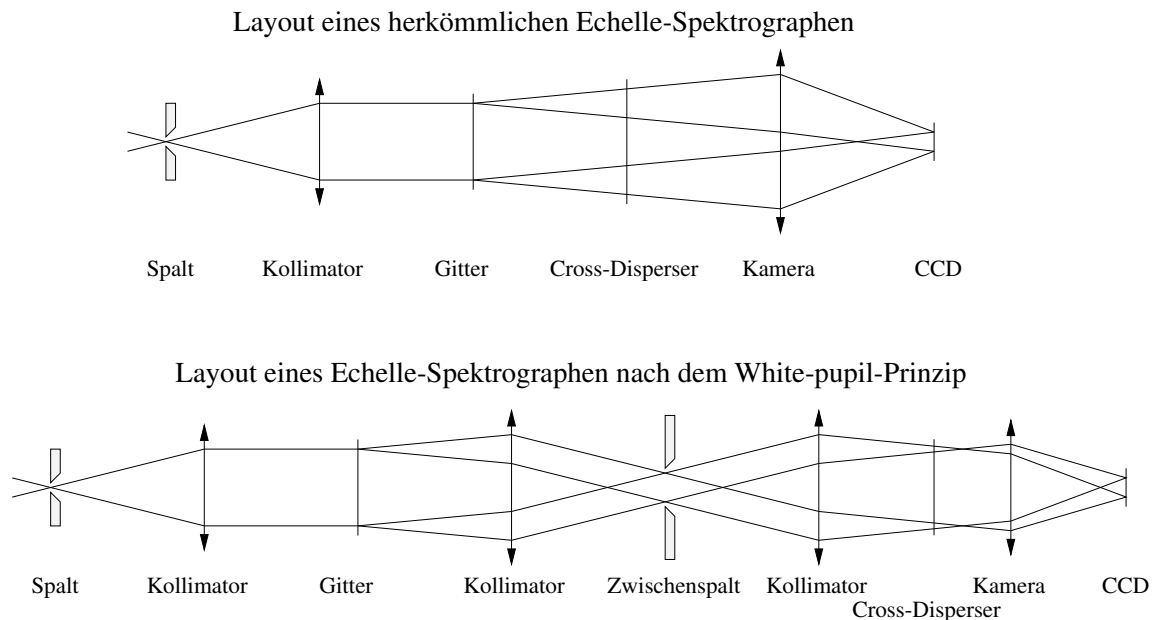 Layout eines herkömmlichen Echelle-Spektrographen
Spalt Kollimator Gitter Cross-Disperser Kamera CCD
Layout eines Echelle-Spektrographen nach dem White-pupil-Prinzip
Spalt Kollimator Gitter Kollimator Zwischenspalt Kollimator Kamera CCD
Cross-Disperser